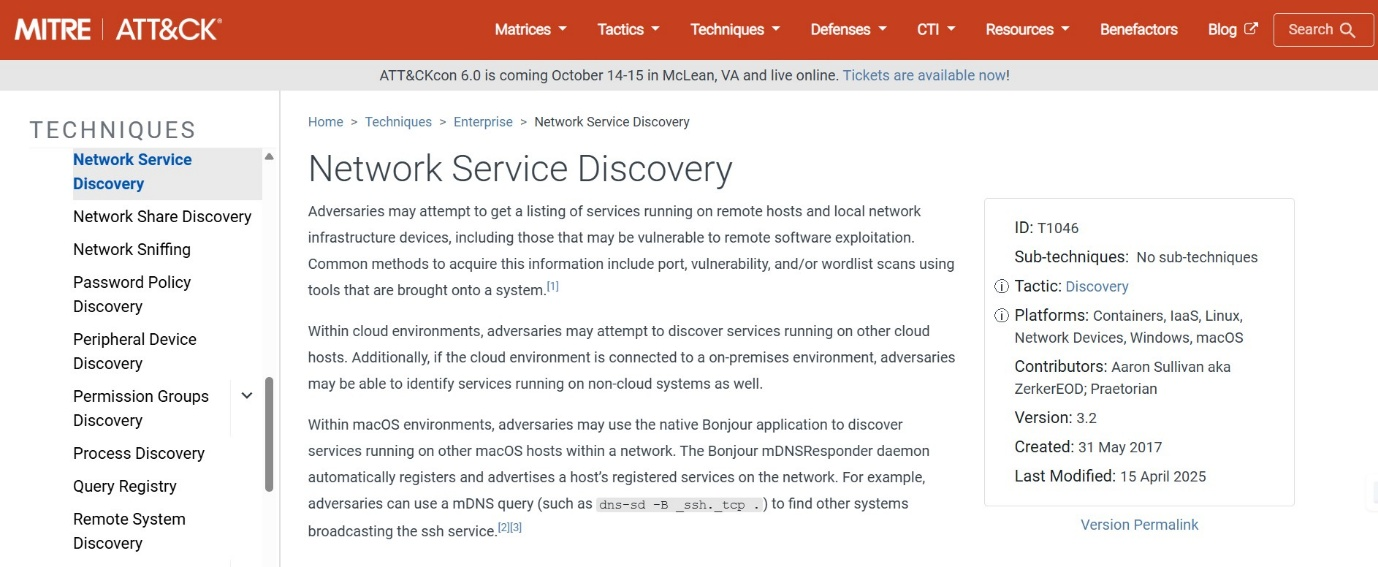 MITRE | ATT&CK®
Matrices Tactics Techniques Defenses CTI Resources Benefactors Blog Search
ATT&CKcon 6.0 is coming October 14-15 in McLean, VA and live online. Tickets are available now!
TECHNIQUES
Network Service
Discovery
Network Share Discovery
Network Sniffing
Password Policy
Discovery
Peripheral Device
Discovery
Permission Groups
Discovery
Process Discovery
Query Registry
Remote System
Discovery
Home > Techniques > Enterprise > Network Service Discovery
Network Service Discovery
Adversaries may attempt to get a listing of services running on remote hosts and local network
infrastructure devices, including those that may be vulnerable to remote software exploitation.
Common methods to acquire this information include port, vulnerability, and/or wordlist scans using
tools that are brought onto a system.[1]
Within cloud environments, adversaries may attempt to discover services running on other cloud
hosts. Additionally, if the cloud environment is connected to a on-premises environment, adversaries
may be able to identify services running on non-cloud systems as well.
Within macOS environments, adversaries may use the native Bonjour application to discover
services running on other macOS hosts within a network. The Bonjour mDNSResponder daemon
automatically registers and advertises a host's registered services on the network. For example,
adversaries can use a mDNS query (such as dns-sd -B _ssh._tcp .) to find other systems
broadcasting the ssh service.[2][3]
ID: T1046
Sub-techniques: No sub-techniques
ⓘ Tactic: Discovery
ⓘ Platforms: Containers, IaaS, Linux,
Network Devices, Windows, macOS
Contributors: Aaron Sullivan aka
ZerkerEOD; Praetorian
Version: 3.2
Created: 31 May 2017
Last Modified: 15 April 2025
Version Permalink